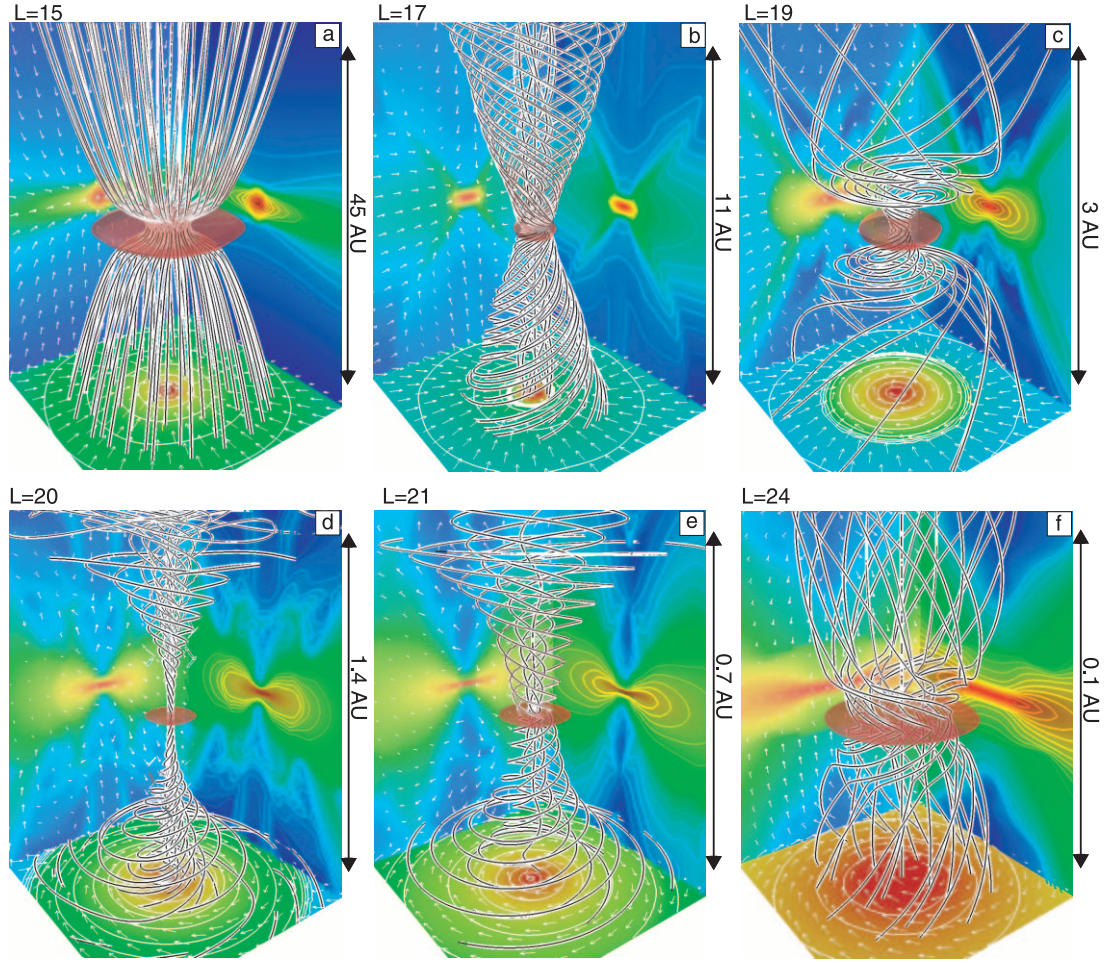 L=15
a
45 AU
L=17
b
11 AU
L=19
c
3 AU
L=20
d
1.4 AU
L=21
e
0.7 AU
L=24
f
0.1 AU